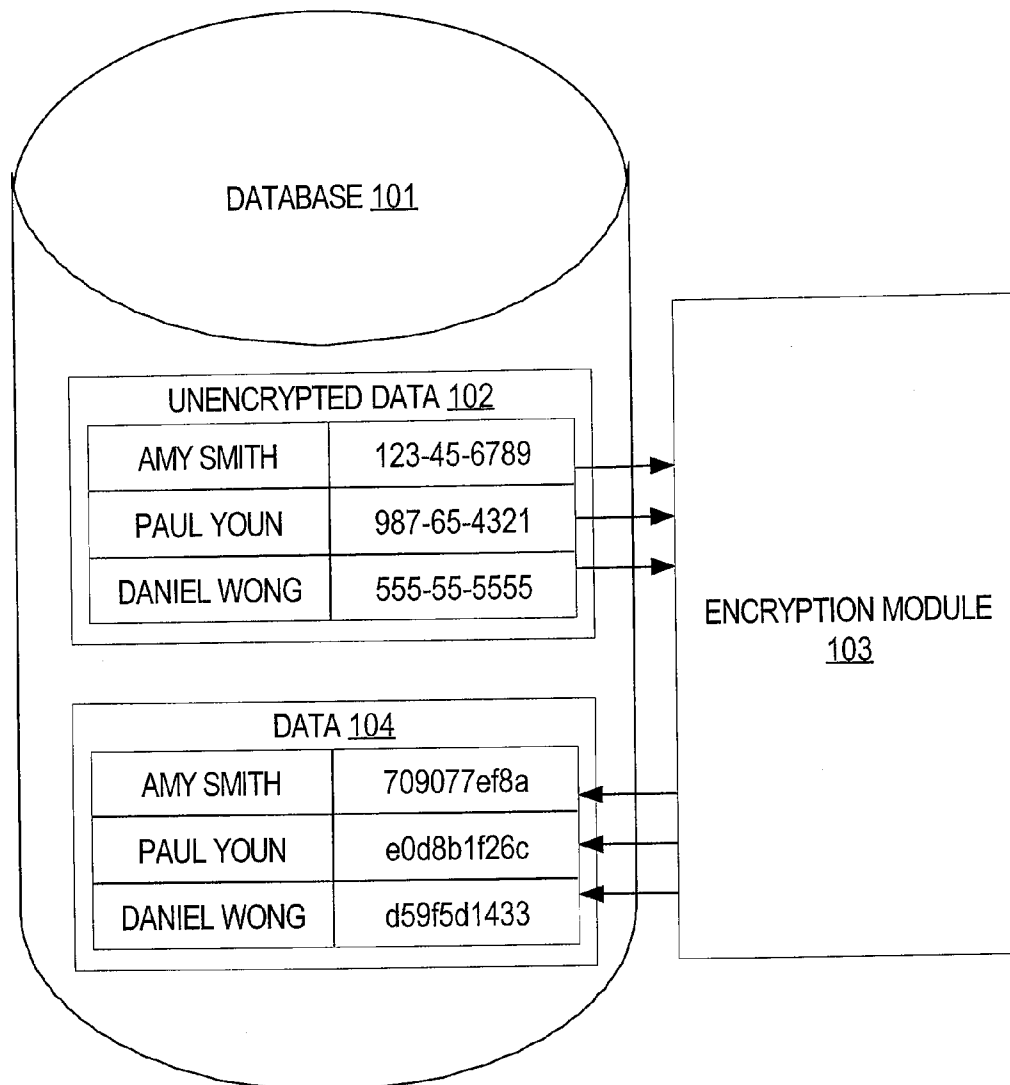 DATABASE 101
UNENCRYPTED DATA 102
AMY SMITH 123-45-6789
PAUL YOUN 987-65-4321
DANIEL WONG 555-55-5555
ENCRYPTION MODULE
103
DATA 104
AMY SMITH 709077ef8a
PAUL YOUN e0d8b1f26c
DANIEL WONG d59f5d1433